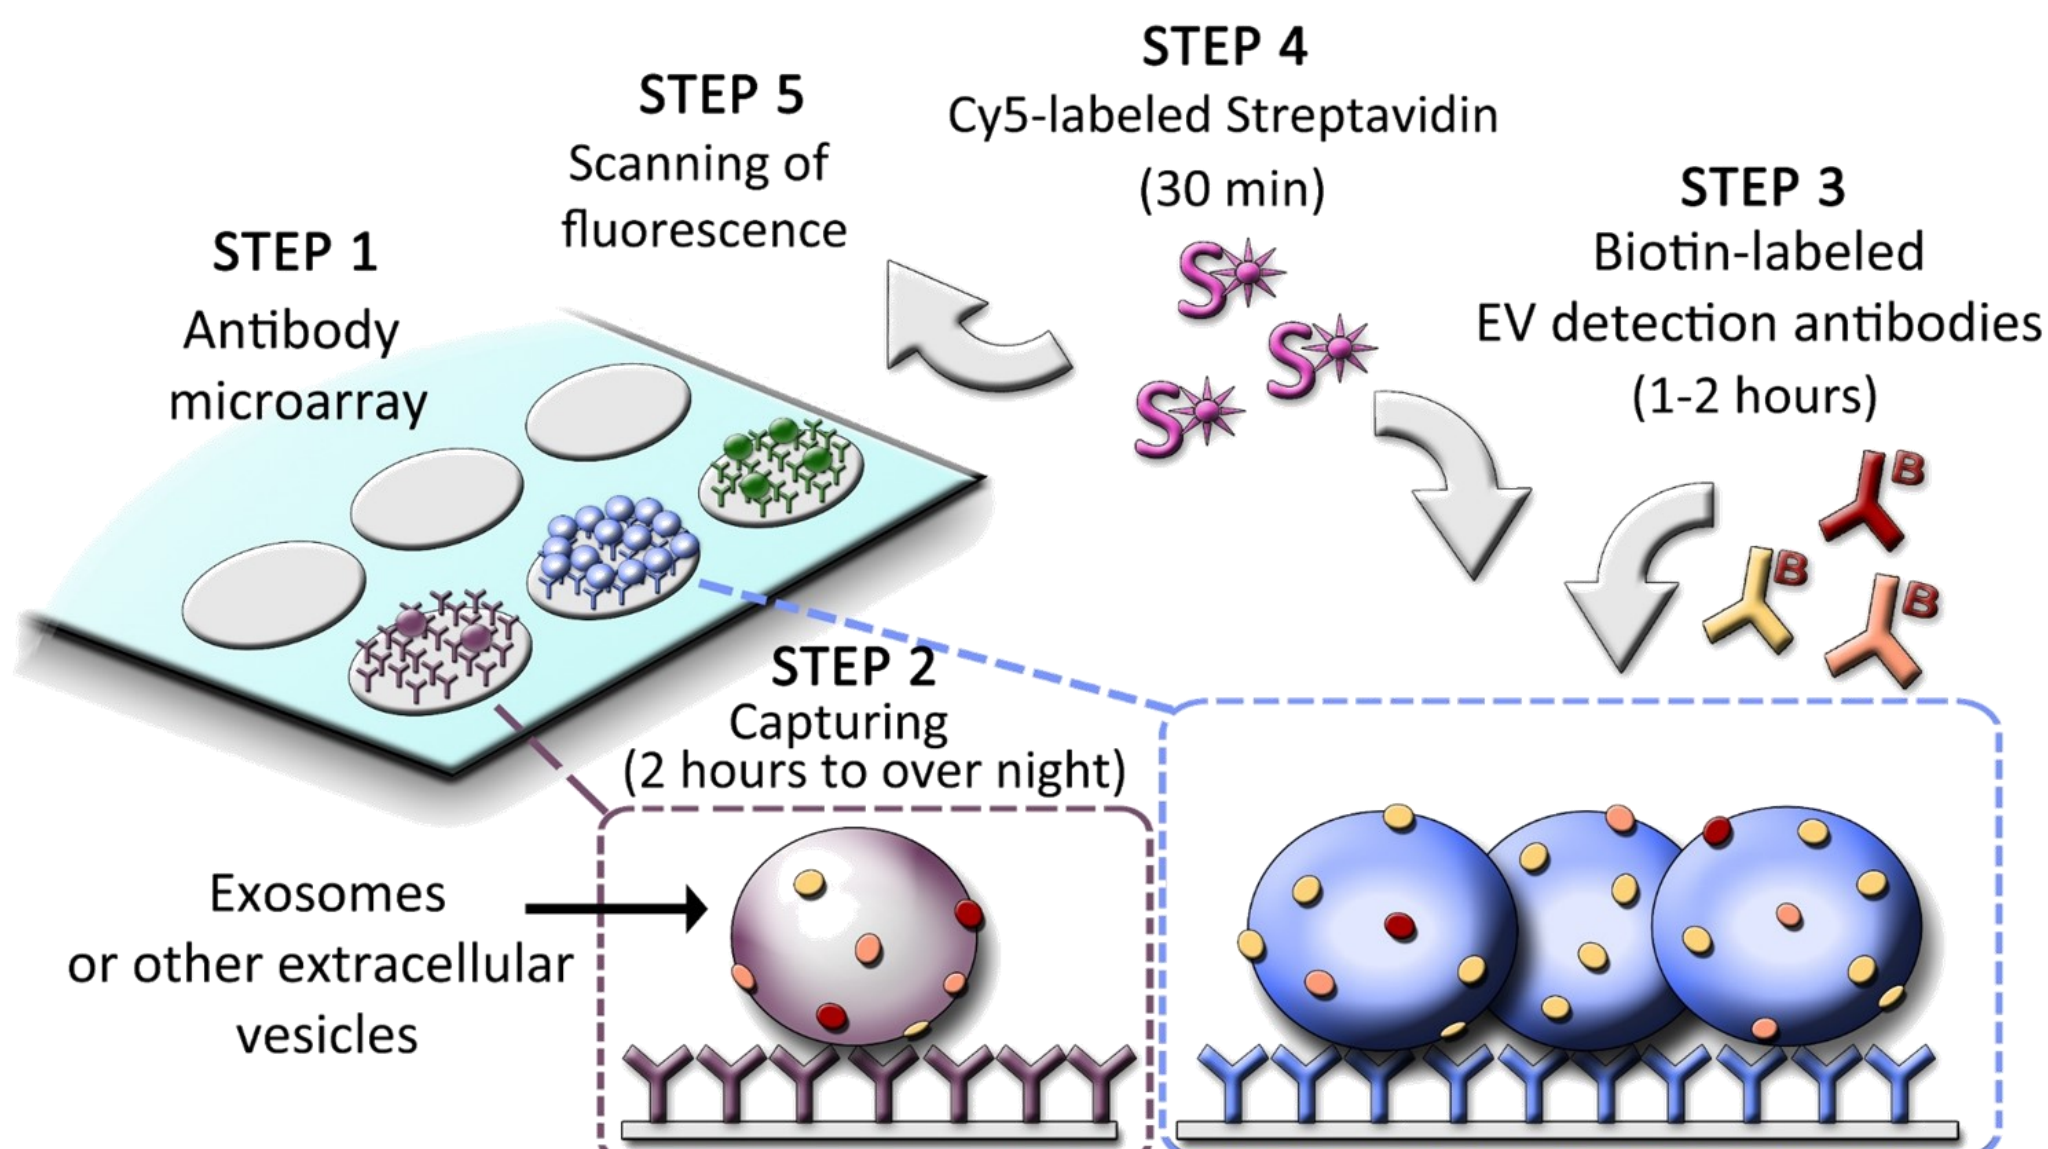 STEP 1
Antibody
microarray
STEP 5
Scanning of
fluorescence
STEP 4
Cy5-labeled Streptavidin
(30 min)
S
S
S
STEP 3
Biotin-labeled
EV detection antibodies
(1-2 hours)
B
B
B
STEP 2
Capturing
(2 hours to over night)
Exosomes
or other extracellular
vesicles